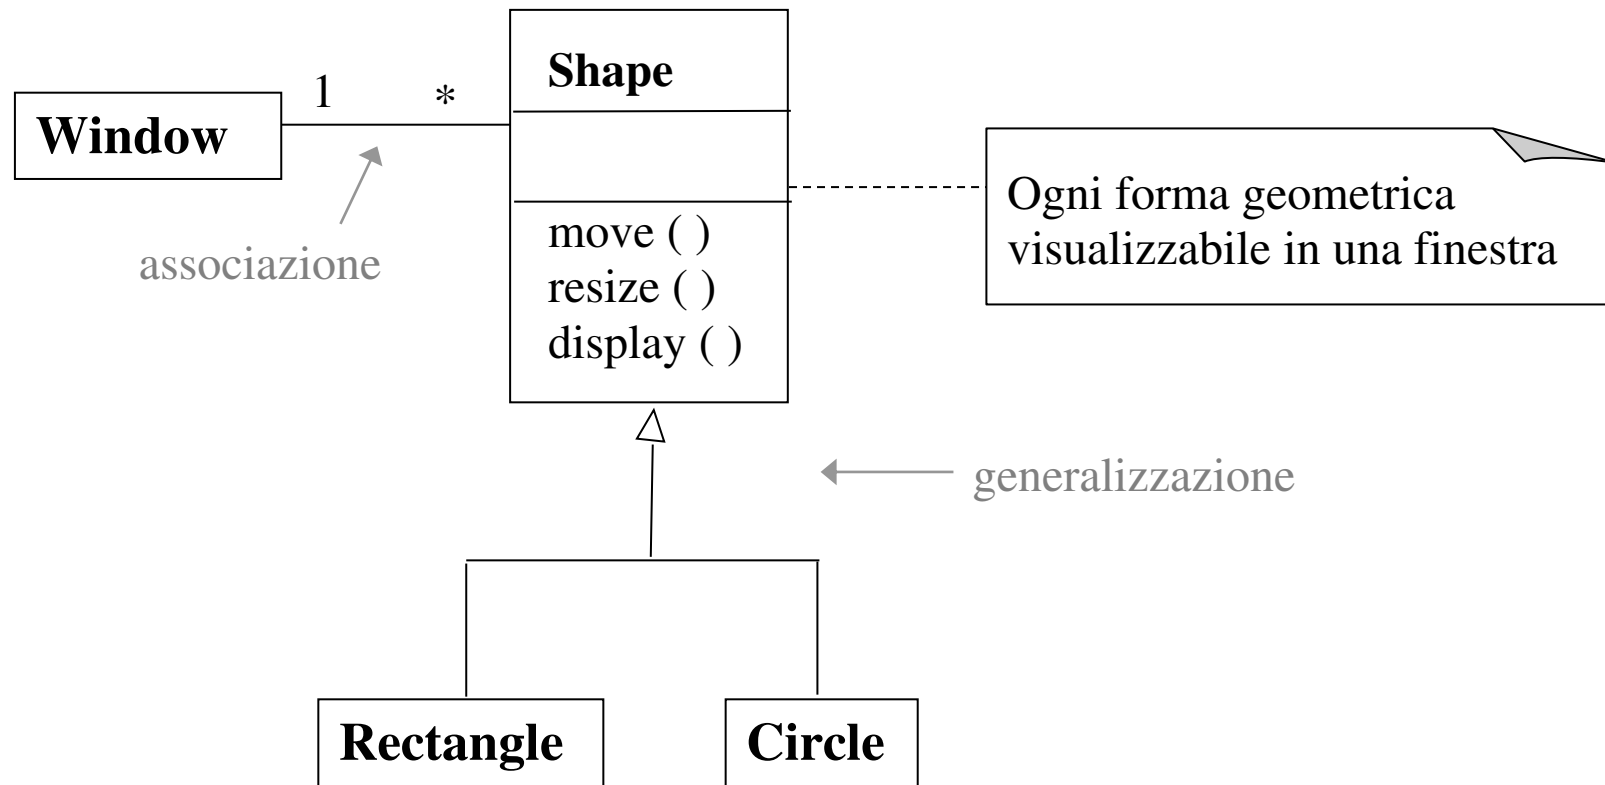 Shape
1 *
Window
Ogni forma geometrica
visualizzabile in una finestra
move ( )
resize ( )
display ( )
associazione
generalizzazione
Rectangle
Circle